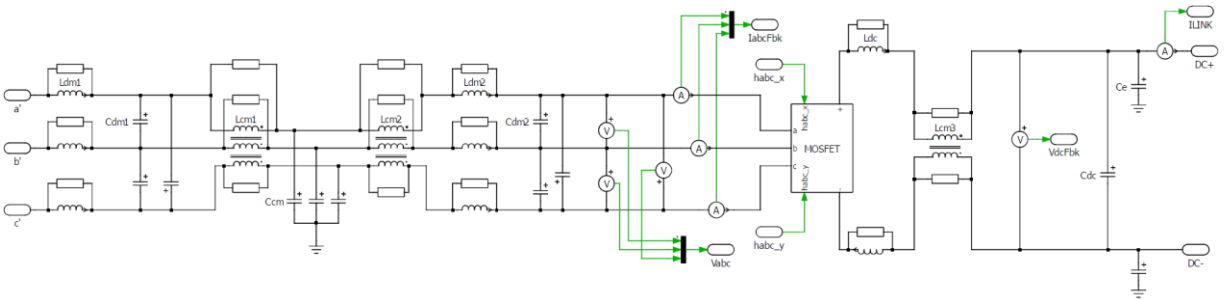 ILINK
IabcFbk
Ldc
A
DC+
habc_x
Ldm1
Ldm2
Ce
a'
A
Cdm1
Lcm1
Lcm2
Cdm2
V
habc_x
+
Lcm3
a
b'
A
b
MOSFET
V
VdcFbk
c
V
V
habc_y
-
Cdc
Ccm
c'
A
habc_y
Vabc
DC-